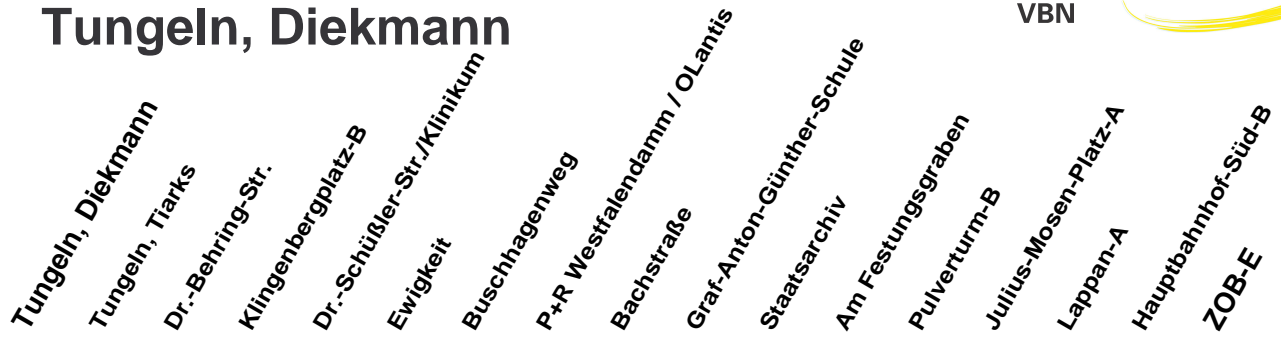 Tungeln, Diekmann
VBN
Tungeln, Diekmann
Tungeln, Tiarks
Dr.-Behring-Str.
Klingenbergplatz-B
Dr.-Schüßler-Str./Klinikum
Ewigkeit
Buschhagenweg
P+R Westfalendamm / OLantis
Bachstraße
Graf-Anton-Günther-Schule
Staatsarchiv
Am Festungsgraben
Pulverturm-B
Julius-Mosen-Platz-A
Lappan-A
Hauptbahnhof-Süd-B
ZOB-E